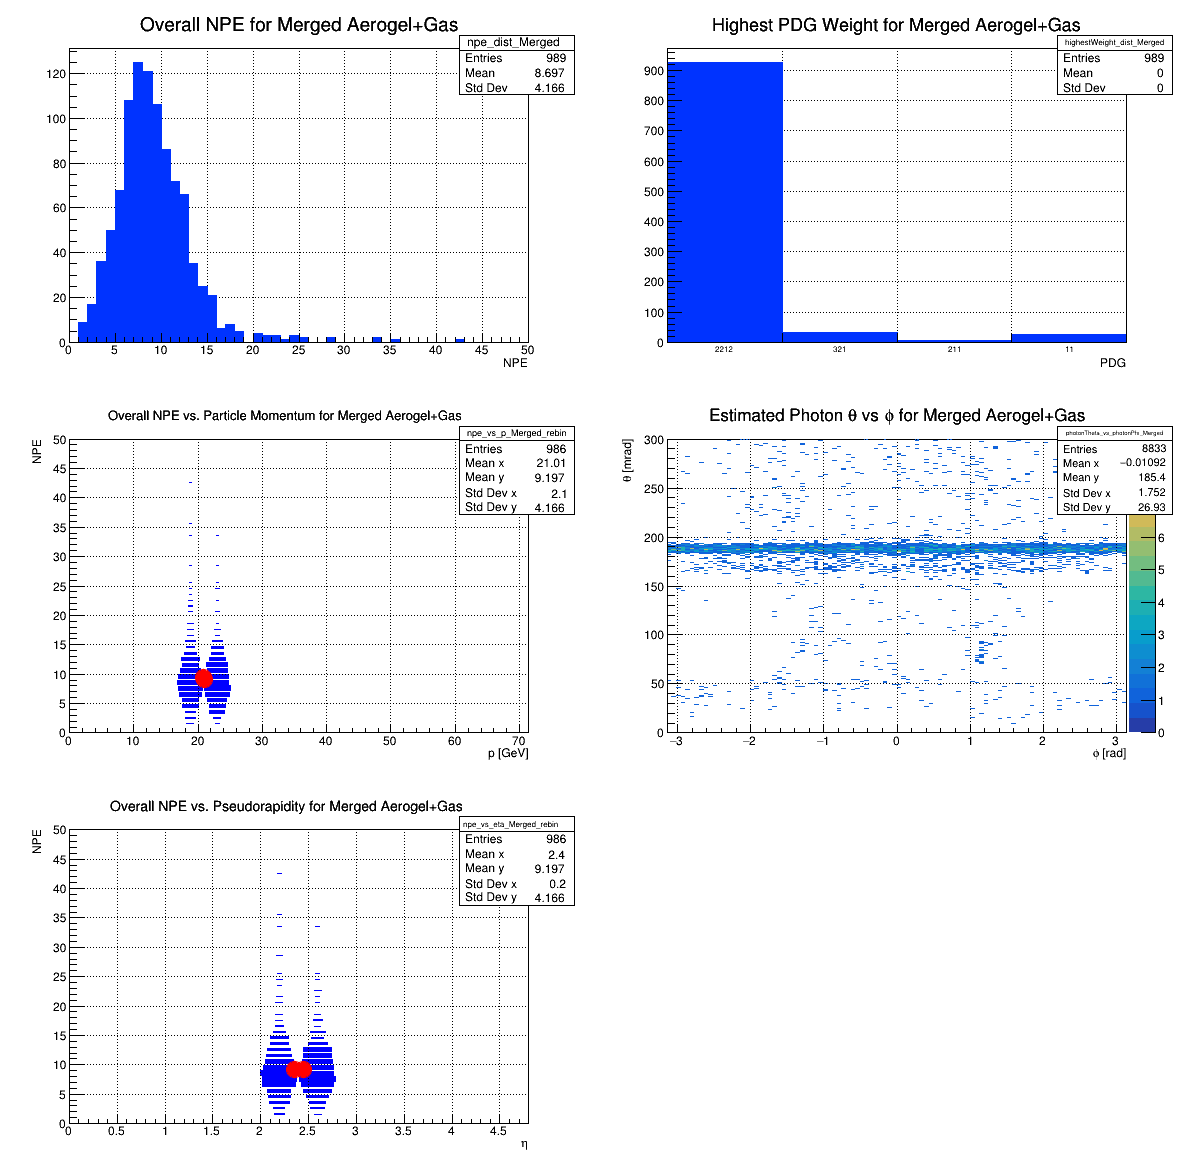 Overall NPE for Merged Aerogel+Gas
npe_dist_Merged
Entries 989
Mean 8.697
Std Dev 4.166
120
100
80
60
40
20
0
0 5 10 15 20 25 30 35 40 45 50
NPE
Highest PDG Weight for Merged Aerogel+Gas
highestWeight_dist_Merged
Entries 989
Mean 0
Std Dev 0
900
800
700
600
500
400
300
200
100
0
2212 321 211 11
PDG
Overall NPE vs. Particle Momentum for Merged Aerogel+Gas
npe_vs_p_Merged_rebin
Entries 986
Mean x 21.01
Mean y 9.197
Std Dev x 2.1
Std Dev y 4.166
NPE
50
45
40
35
30
25
20
15
10
5
0
0 10 20 30 40 50 60 70
p [GeV]
Estimated Photon θ vs ϕ for Merged Aerogel+Gas
photonTheta_vs_photonPhi_Merged
Entries 8833
Mean x −0.01092
Mean y 185.4
Std Dev x 1.752
Std Dev y 26.93
θ [mrad]
300
250
200
150
100
50
0
−3 −2 −1 0 1 2 3
ϕ [rad]
6
5
4
3
2
1
0
Overall NPE vs. Pseudorapidity for Merged Aerogel+Gas
npe_vs_eta_Merged_rebin
Entries 986
Mean x 2.4
Mean y 9.197
Std Dev x 0.2
Std Dev y 4.166
NPE
50
45
40
35
30
25
20
15
10
5
0
0 0.5 1 1.5 2 2.5 3 3.5 4 4.5
η